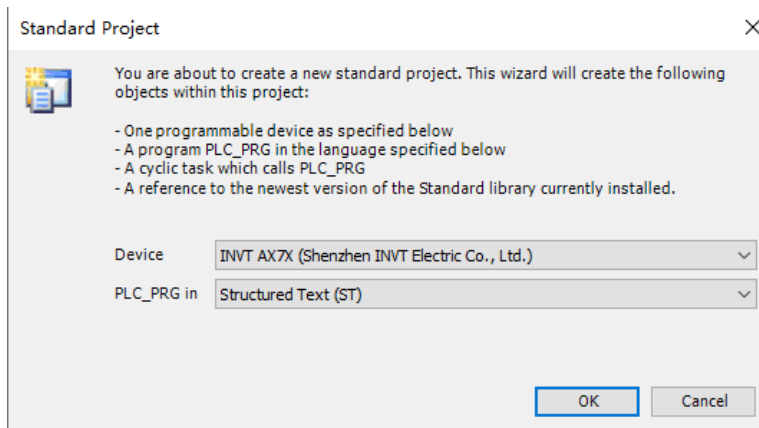 Standard Project
You are about to create a new standard project. This wizard will create the following
objects within this project:
- One programmable device as specified below
- A program PLC_PRG in the language specified below
- A cyclic task which calls PLC_PRG
- A reference to the newest version of the Standard library currently installed.
Device INVT AX7X (Shenzhen INVT Electric Co., Ltd.)
PLC_PRG in Structured Text (ST)
OK Cancel